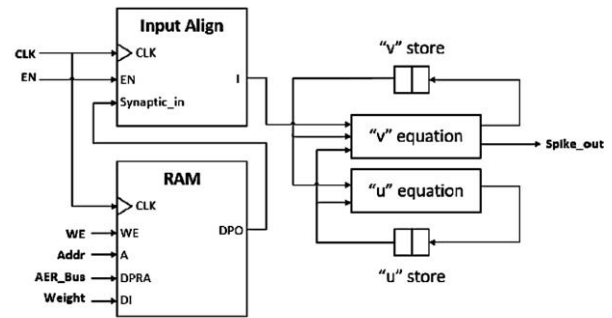 Input Align
CLK
CLK
EN
EN
I
Synaptic_in
"v" store
"v" equation
Spike_out
RAM
CLK
"u" equation
WE
WE
DPO
Addr
A
AER_Bus
DPRA
Weight
DI
"u" store